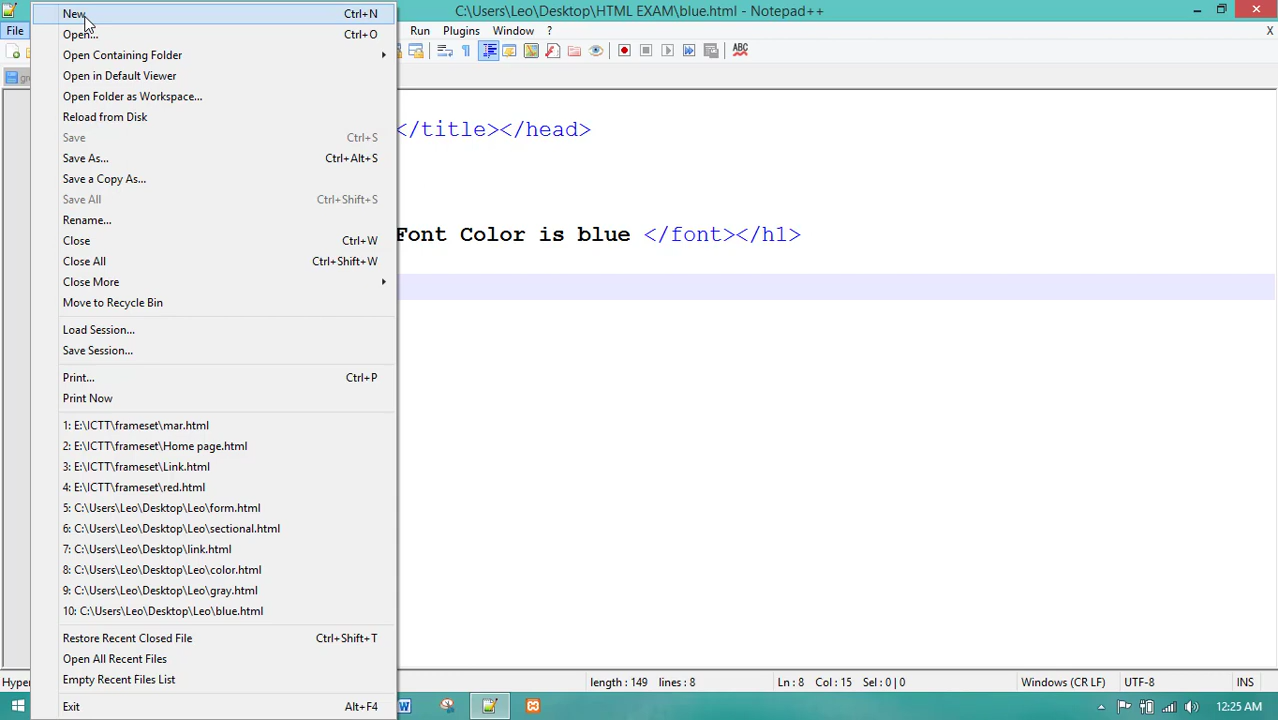 C:\Users\Leo\Desktop\HTML EXAM\blue.html - Notepad++
File
Run Plugins Window ?
X
New Ctrl+N
Open... Ctrl+O
Open Containing Folder
Open in Default Viewer
Open Folder as Workspace...
Reload from Disk
Save Ctrl+S
Save As... Ctrl+Alt+S
Save a Copy As...
Save All Ctrl+Shift+S
Rename...
Close Ctrl+W
Close All Ctrl+Shift+W
Close More
Move to Recycle Bin
Load Session...
Save Session...
Print... Ctrl+P
Print Now
1: E:\ICTT\frameset\mar.html
2: E:\ICTT\frameset\Home page.html
3: E:\ICTT\frameset\Link.html
4: E:\ICTT\frameset\red.html
5: C:\Users\Leo\Desktop\Leo\form.html
6: C:\Users\Leo\Desktop\Leo\sectional.html
7: C:\Users\Leo\Desktop\link.html
8: C:\Users\Leo\Desktop\Leo\color.html
9: C:\Users\Leo\Desktop\Leo\gray.html
10: C:\Users\Leo\Desktop\Leo\blue.html
Restore Recent Closed File Ctrl+Shift+T
Open All Recent Files
Empty Recent Files List
Exit Alt+F4
ABC
</title></head>
Font Color is blue </font></h1>
Hyper
length : 149 lines : 8 Ln : 8 Col : 15 Sel : 0 | 0 Windows (CR LF) UTF-8 INS
W
12:25 AM